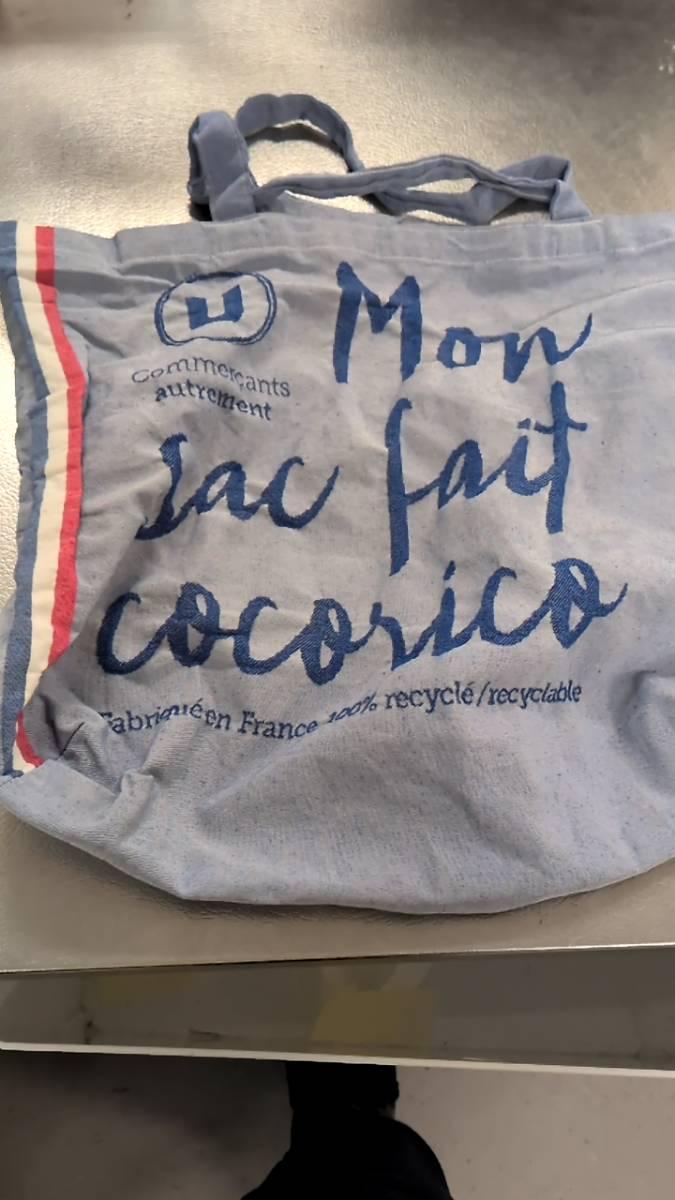 U
Commerçants
autrement
Mon
sac fait
cocorico
Fabriqué en France 100% recyclé/recyclable